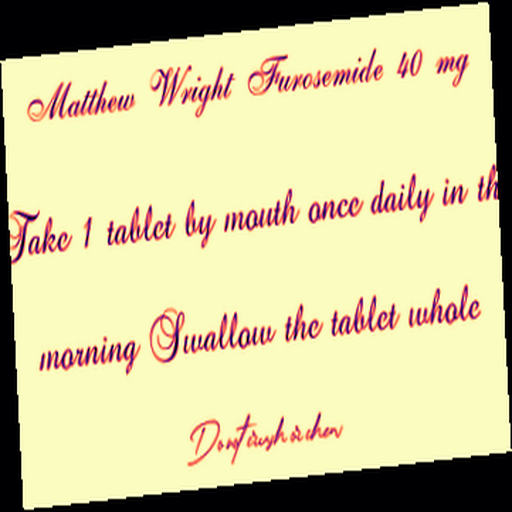 Matthew Wright Furosemide 40 mg
Take 1 tablet by mouth once daily in th
morning Swallow the tablet whole